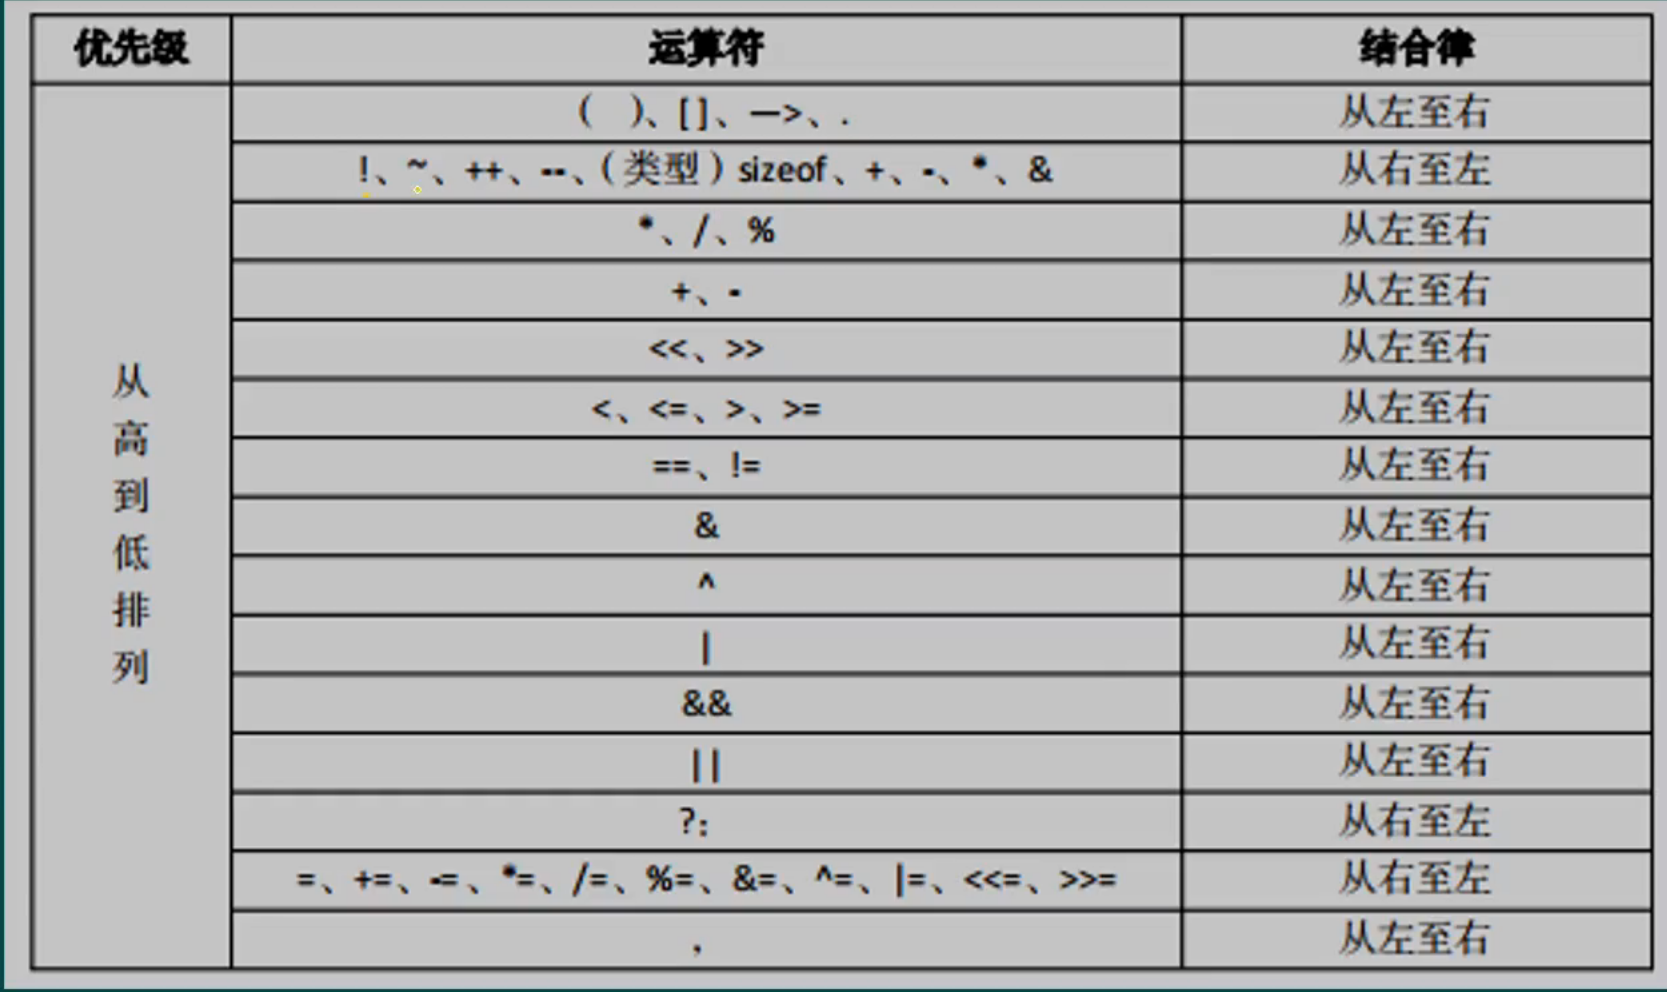 优先级 运算符 结合律
( )、[ ]、—>、. 从左至右
!、~、++、--、(类型) sizeof、+、-、*、& 从右至左
*、/、% 从左至右
+、- 从左至右
<<、>> 从左至右
<、<=、>、>= 从左至右
==、!= 从左至右
& 从左至右
^ 从左至右
| 从左至右
&& 从左至右
|| 从左至右
?: 从右至左
=、+=、-=、*=、/=、%=、&=、^=、|=、<<=、>>= 从右至左
, 从左至右
从
高
到
低
排
列